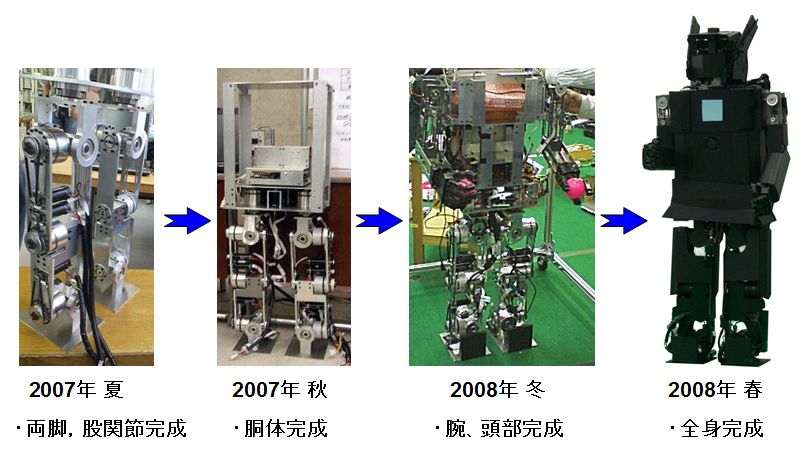 2007年 夏
・両脚, 股関節完成
2007年 秋
・胴体完成
2008年 冬
・腕、頭部完成
2008年 春
・全身完成